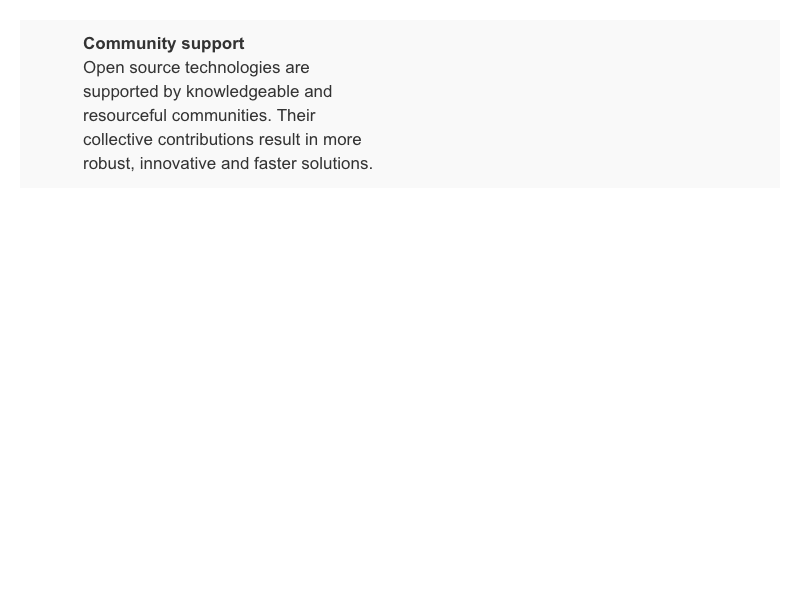 Community support
Open source technologies are
supported by knowledgeable and
resourceful communities. Their
collective contributions result in more
robust, innovative and faster solutions.